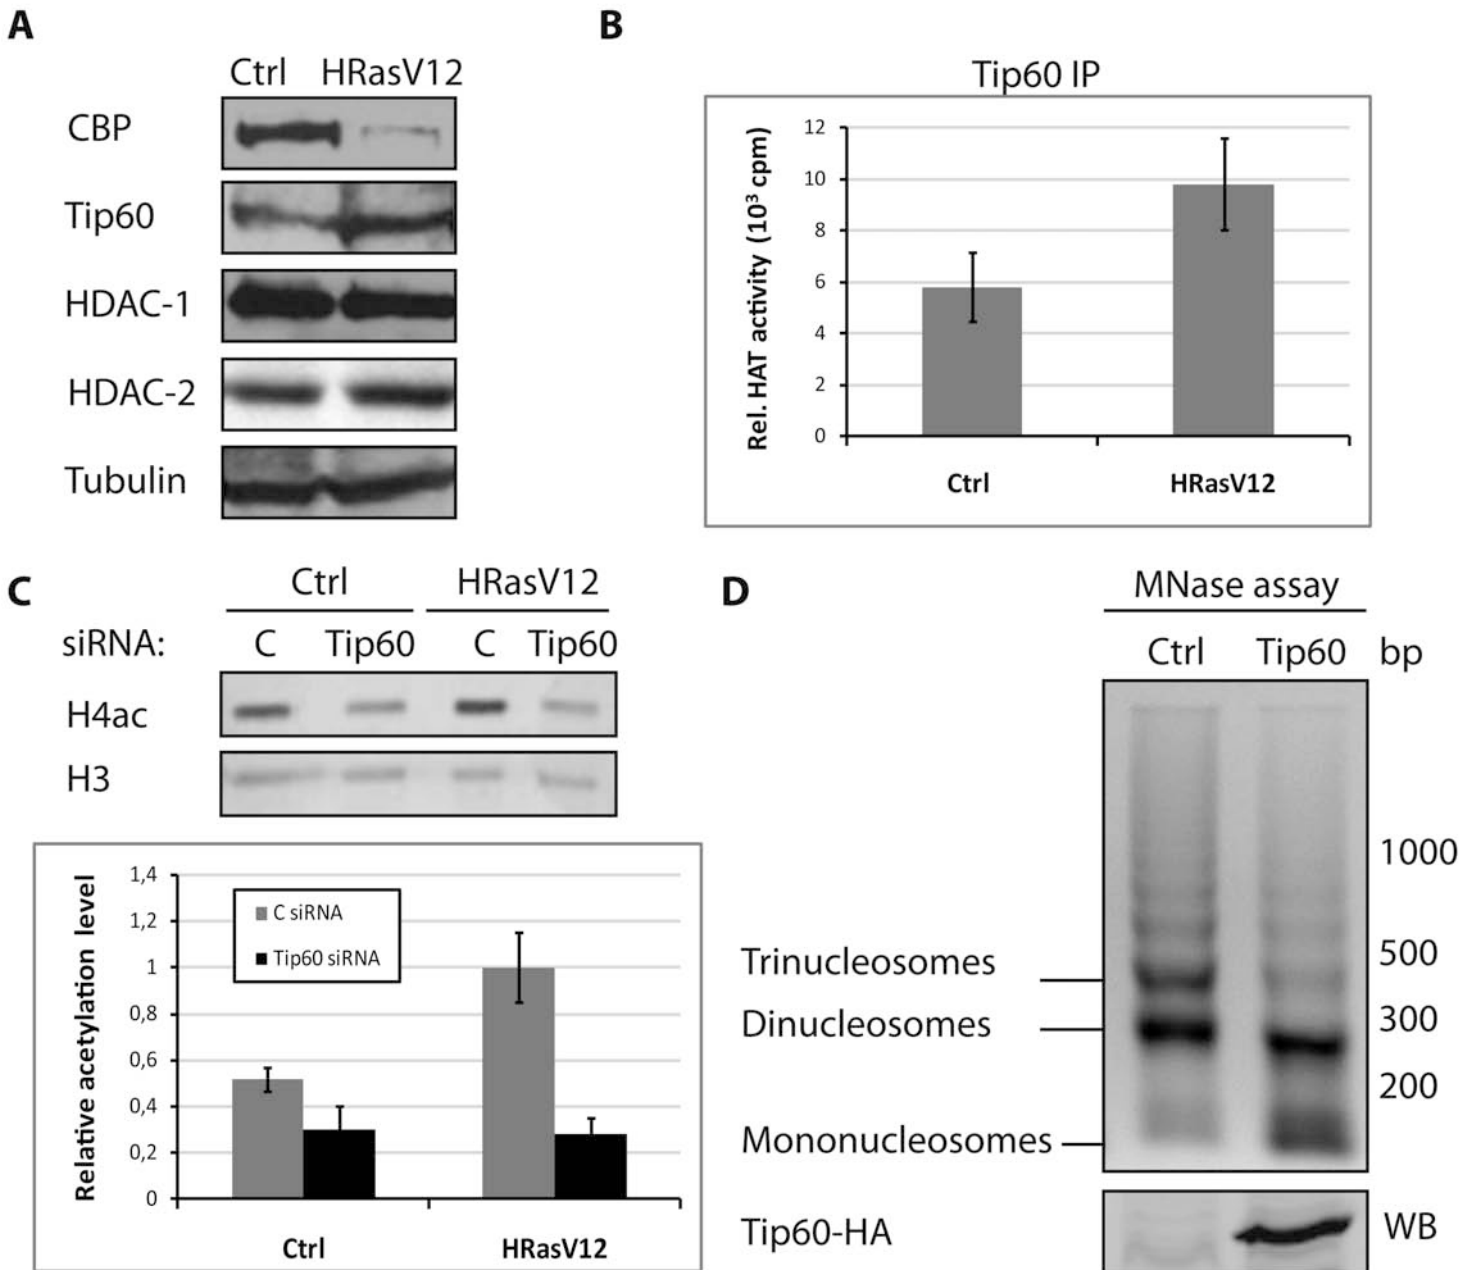 A
Ctrl HRasV12
CBP
Tip60
HDAC-1
HDAC-2
Tubulin
B
Tip60 IP
Rel. HAT activity (10³ cpm)
12
10
8
6
4
2
0
Ctrl HRasV12
C
Ctrl HRasV12
siRNA: C Tip60 C Tip60
H4ac
H3
Relative acetylation level
1,4
1,2
1
0,8
0,6
0,4
0,2
0
C siRNA
Tip60 siRNA
Ctrl HRasV12
D
MNase assay
Ctrl Tip60 bp
1000
Trinucleosomes 500
Dinucleosomes 300
200
Mononucleosomes
Tip60-HA WB